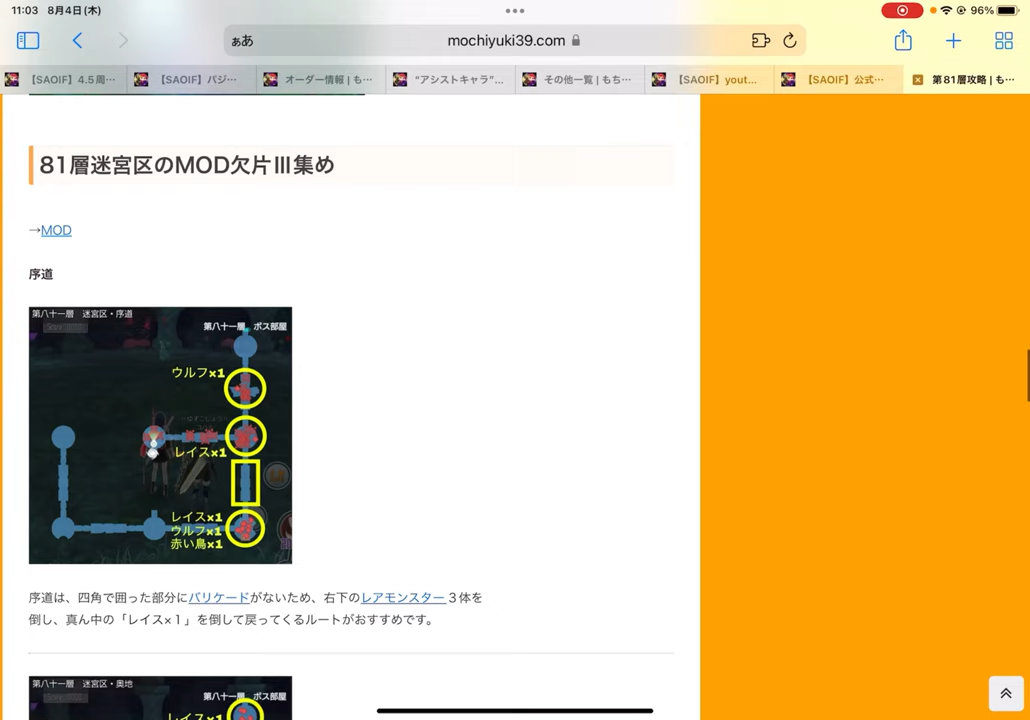 11:03 8月4日(木)
96%
ぁあ
mochiyuki39.com
【SAOIF】4.5周…
【SAOIF】バジ…
オーダー情報 | も…
“アシストキャラ”…
その他一覧 | もち…
【SAOIF】yout…
【SAOIF】公式…
第81層攻略 | も…
81層迷宮区のMOD欠片Ⅲ集め
→MOD
序道
第八十一層 迷宮区・序道
第八十一層 ボス部屋
ウルフ×1
レイス×1
レイス×1
ウルフ×1
赤い鳥×1
序道は、四角で囲った部分にバリケードがないため、右下のレアモンスター３体を
倒し、真ん中の「レイス×１」を倒して戻ってくるルートがおすすめです。
第八十一層 迷宮区・奥地
第八十一層 ボス部屋
レイス×1